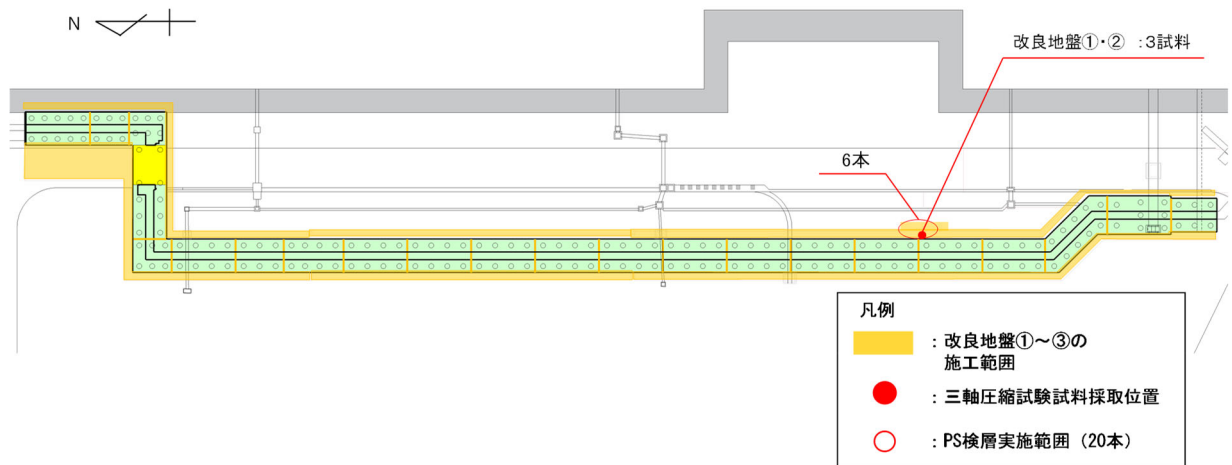 N
改良地盤①・② :3試料
6本
凡例
:改良地盤①～③の
施工範囲
:三軸圧縮試験試料採取位置
:PS検層実施範囲（20本）